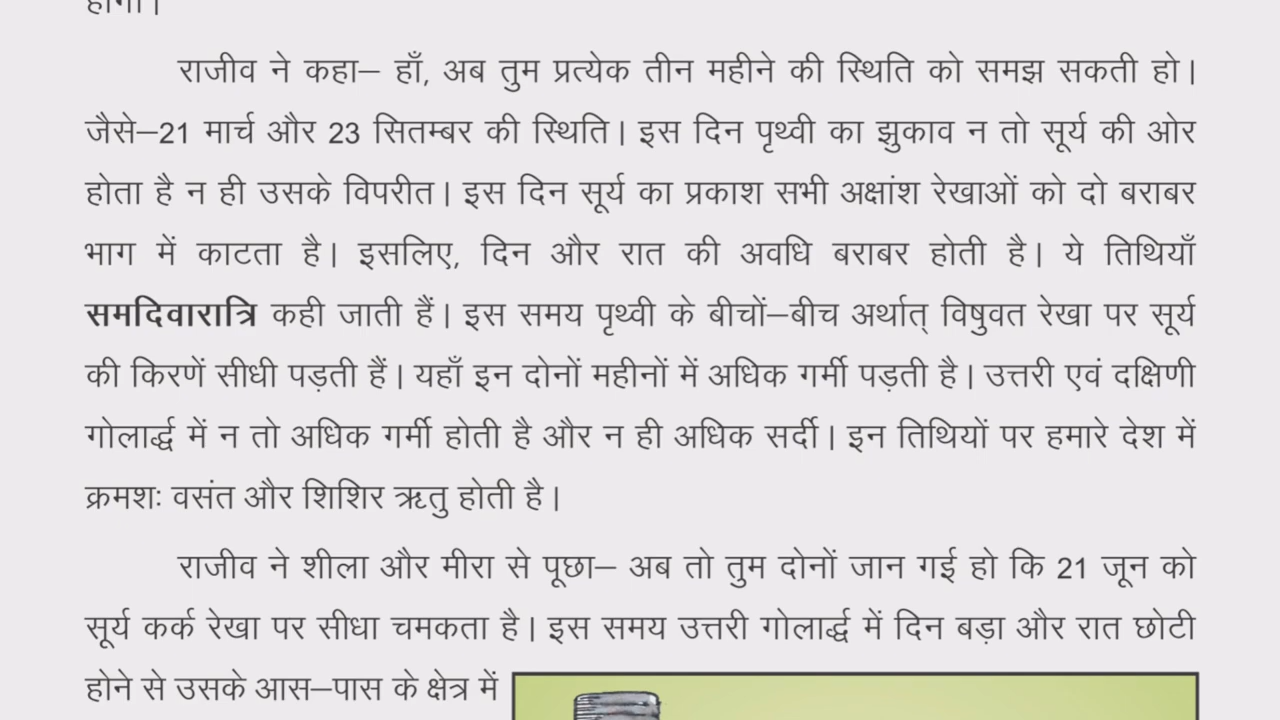 राजीव ने कहा– हाँ, अब तुम प्रत्येक तीन महीने की स्थिति को समझ सकती हो।
जैसे–21 मार्च और 23 सितम्बर की स्थिति। इस दिन पृथ्वी का झुकाव न तो सूर्य की ओर
होता है न ही उसके विपरीत। इस दिन सूर्य का प्रकाश सभी अक्षांश रेखाओं को दो बराबर
भाग में काटता है। इसलिए, दिन और रात की अवधि बराबर होती है। ये तिथियाँ
समदिवारात्रि कही जाती हैं। इस समय पृथ्वी के बीचों–बीच अर्थात् विषुवत रेखा पर सूर्य
की किरणें सीधी पड़ती हैं। यहाँ इन दोनों महीनों में अधिक गर्मी पड़ती है। उत्तरी एवं दक्षिणी
गोलार्द्ध में न तो अधिक गर्मी होती है और न ही अधिक सर्दी। इन तिथियों पर हमारे देश में
क्रमशः वसंत और शिशिर ऋतु होती है।
राजीव ने शीला और मीरा से पूछा– अब तो तुम दोनों जान गई हो कि 21 जून को
सूर्य कर्क रेखा पर सीधा चमकता है। इस समय उत्तरी गोलार्द्ध में दिन बड़ा और रात छोटी
होने से उसके आस–पास के क्षेत्र में